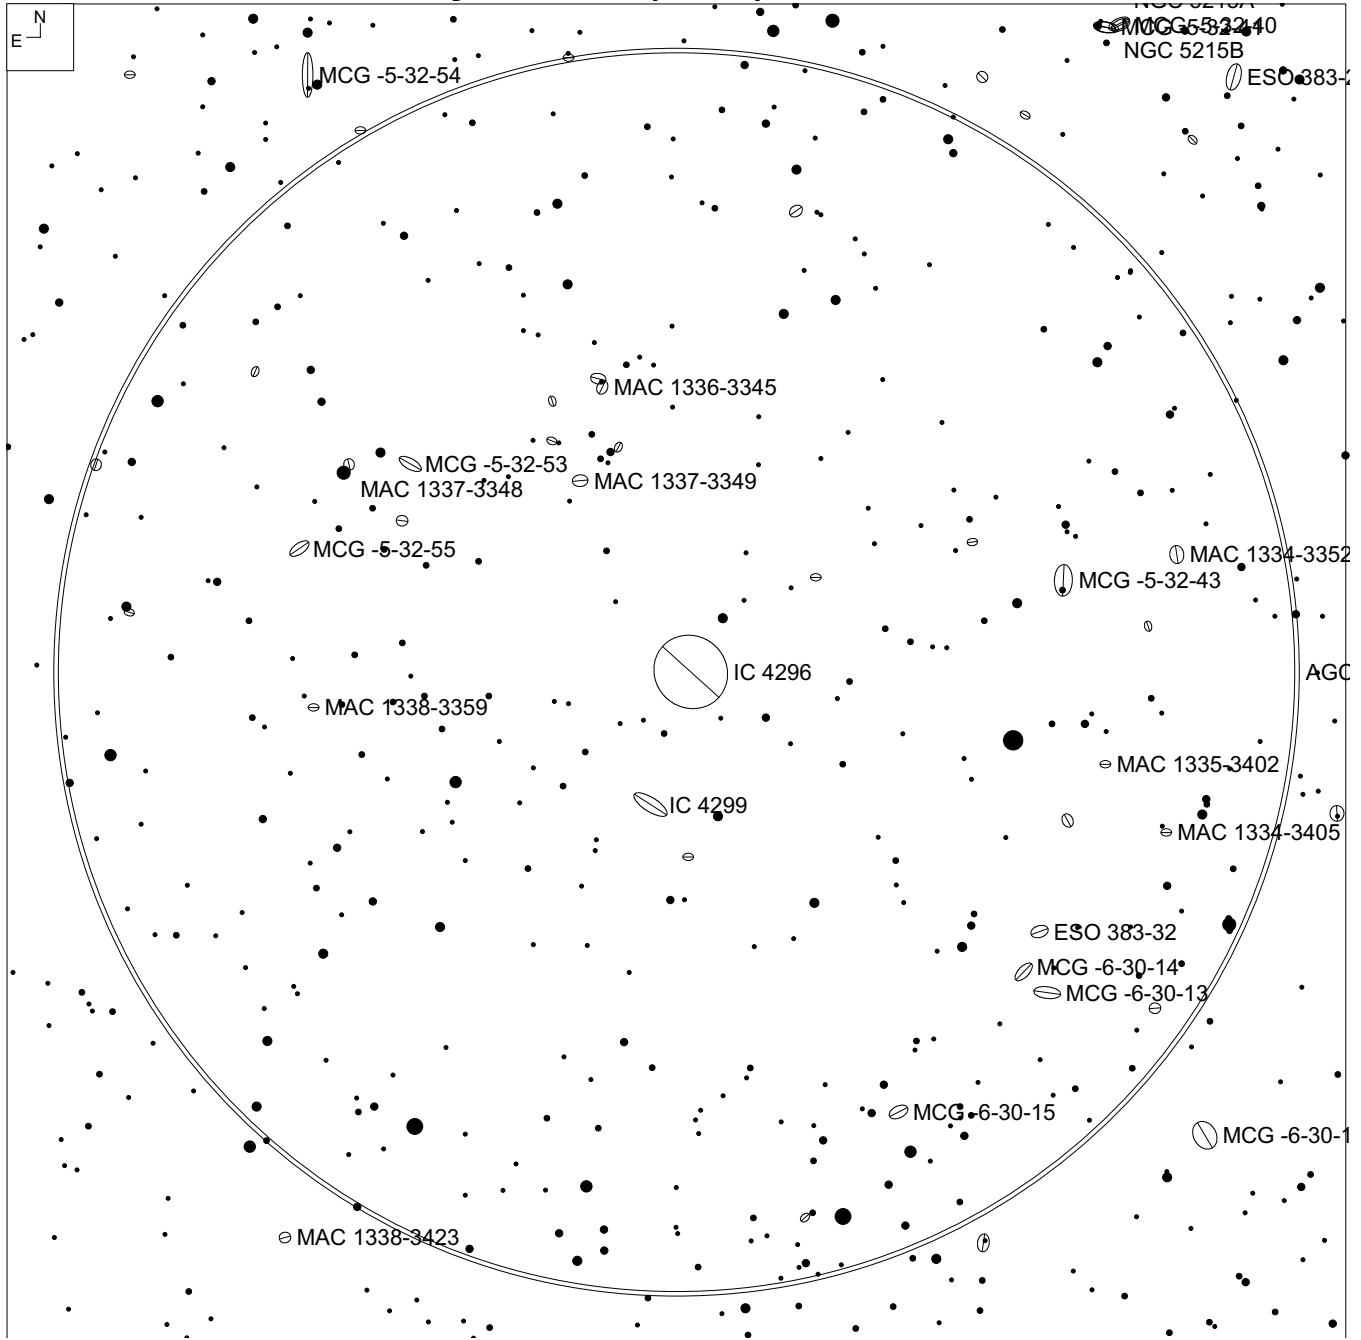 N
E
NGC 5215B
MCG -5-32-54
MAC 1336-3345
MCG -5-32-53
MAC 1337-3349
MAC 1337-3348
MCG -5-32-55
MAC 1334-3352
MCG -5-32-43
IC 4296
AGC
MAC 1338-3359
MAC 1335-3402
IC 4299
MAC 1334-3405
ESO 383-32
MCG -6-30-14
MCG -6-30-13
MCG -6-30-15
MCG -6-30-1
MAC 1338-3423
ESO 383-2